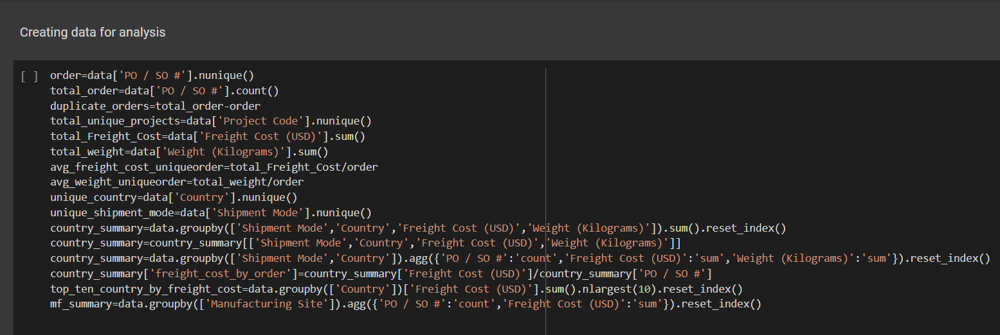 Creating data for analysis
[ ] order=data['PO / SO #'].nunique()
total_order=data['PO / SO #'].count()
duplicate_orders=total_order-order
total_unique_projects=data['Project Code'].nunique()
total_Freight_Cost=data['Freight Cost (USD)'].sum()
total_weight=data['Weight (Kilograms)'].sum()
avg_freight_cost_uniqueorder=total_Freight_Cost/order
avg_weight_uniqueorder=total_weight/order
unique_country=data['Country'].nunique()
unique_shipment_mode=data['Shipment Mode'].nunique()
country_summary=data.groupby(['Shipment Mode','Country','Freight Cost (USD)','Weight (Kilograms)']).sum().reset_index()
country_summary=country_summary[['Shipment Mode','Country','Freight Cost (USD)','Weight (Kilograms)']]
country_summary=data.groupby(['Shipment Mode','Country']).agg({'PO / SO #':'count','Freight Cost (USD)':'sum','Weight (Kilograms)':'sum'}).reset_index()
country_summary['freight_cost_by_order']=country_summary['Freight Cost (USD)']/country_summary['PO / SO #']
top_ten_country_by_freight_cost=data.groupby(['Country'])['Freight Cost (USD)'].sum().nlargest(10).reset_index()
mf_summary=data.groupby(['Manufacturing Site']).agg({'PO / SO #':'count','Freight Cost (USD)':'sum'}).reset_index()